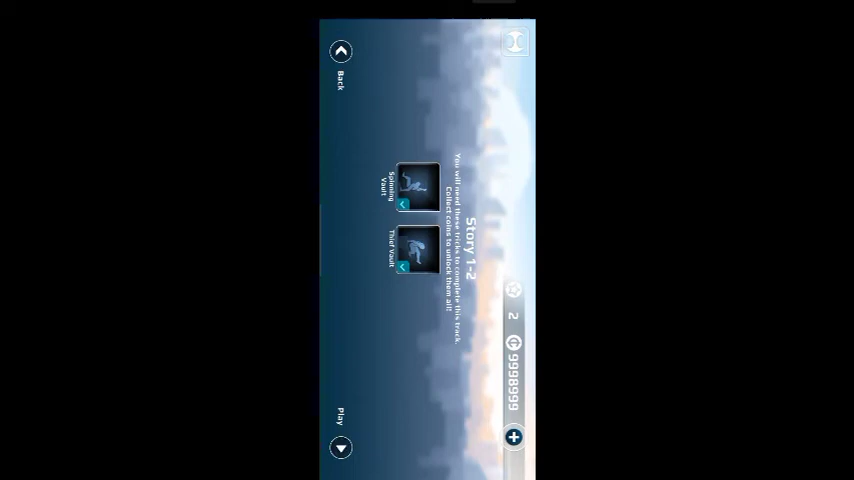 2
9998999
Story 1-2
You will need these tricks to complete this track.
Collect coins to unlock them all!
Spinning
Vault
Thief Vault
Back
Play